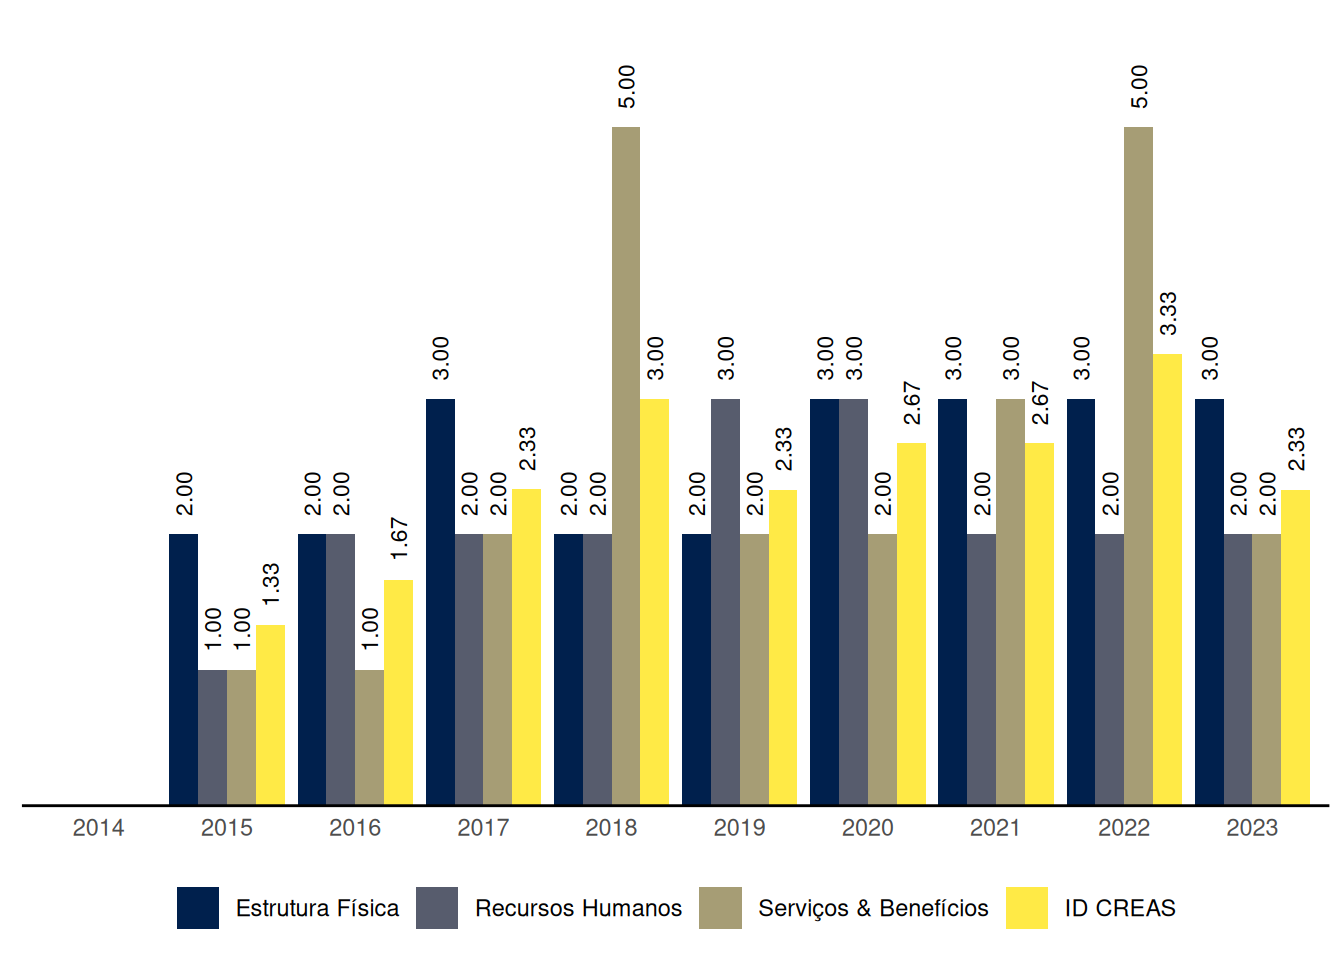 5.00 5.00
3.33
3.00 3.00 3.00 3.00 3.00 3.00 3.00 3.00 3.00
2.67 2.67
2.33 2.33 2.33
2.00 2.00 2.00 2.00 2.00 2.00 2.00 2.00 2.00 2.00 2.00 2.00 2.00 2.00 2.00
1.67
1.33
1.00 1.00 1.00
2014 2015 2016 2017 2018 2019 2020 2021 2022 2023
Estrutura Física Recursos Humanos Serviços & Benefícios ID CREAS